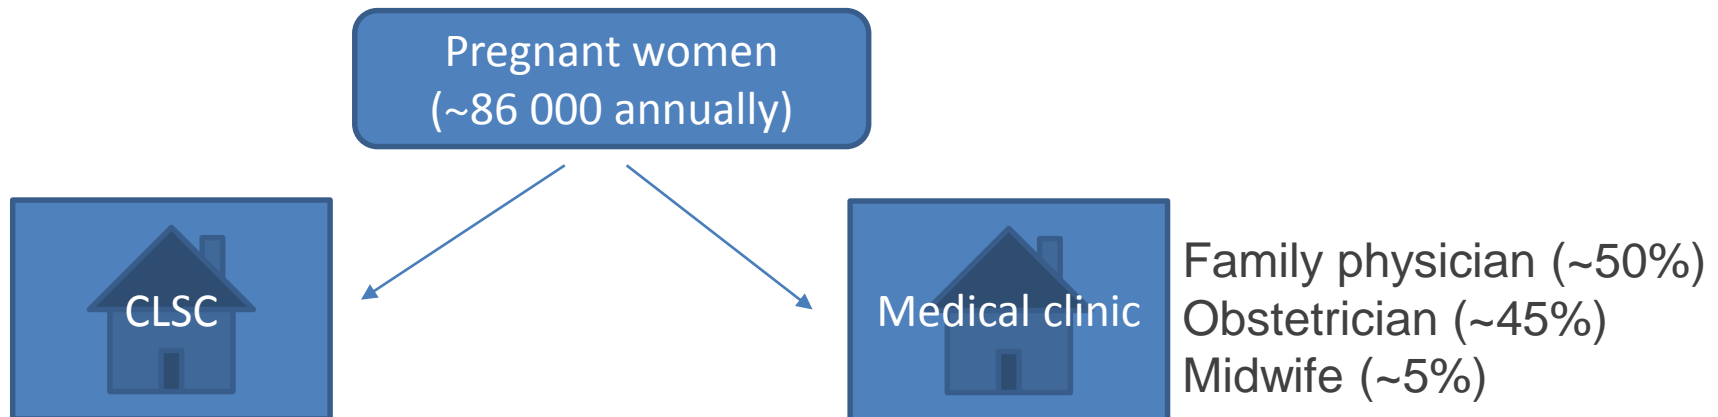 Pregnant women
(~86 000 annually)
CLSC
Medical clinic
Family physician (~50%)
Obstetrician (~45%)
Midwife (~5%)